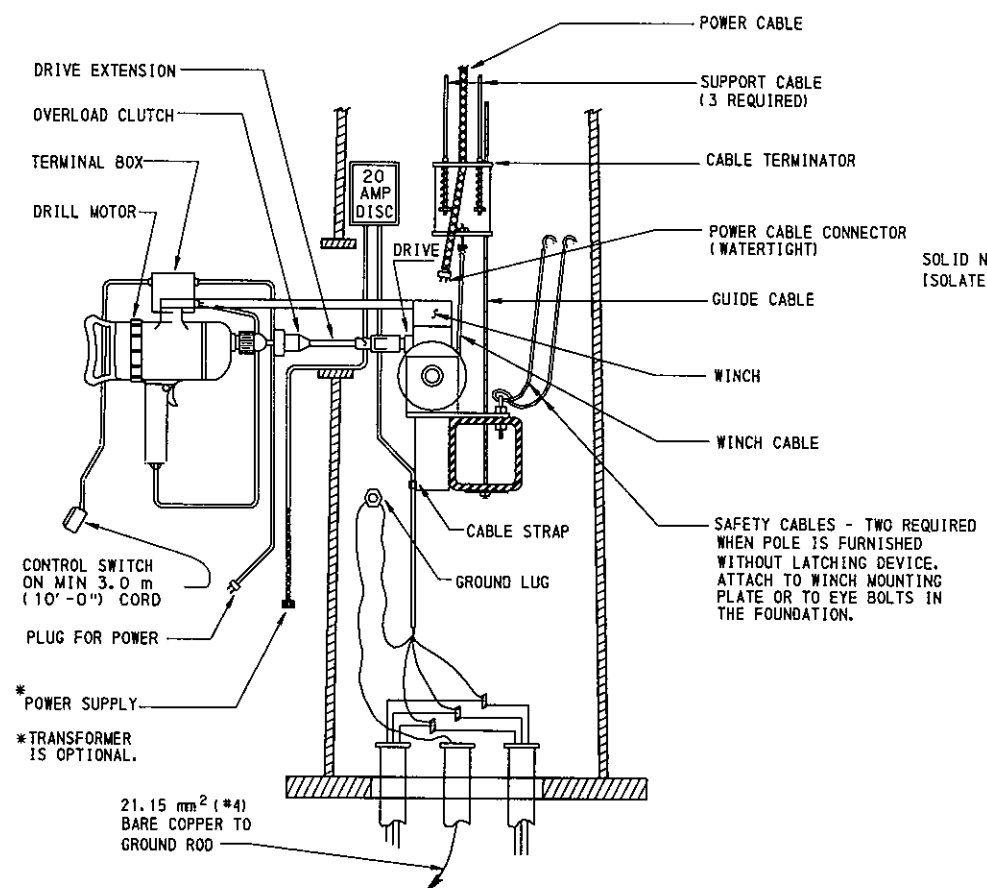 POWER CABLE
DRIVE EXTENSION
SUPPORT CABLE
(3 REQUIRED)
OVERLOAD CLUTCH
TERMINAL BOX
CABLE TERMINATOR
20
AMP
DISC
DRILL MOTOR
POWER CABLE CONNECTOR
(WATERTIGHT)
DRIVE
SOLID N
ISOLATE
GUIDE CABLE
WINCH
WINCH CABLE
CABLE STRAP
SAFETY CABLES - TWO REQUIRED
WHEN POLE IS FURNISHED
WITHOUT LATCHING DEVICE.
ATTACH TO WINCH MOUNTING
PLATE OR TO EYE BOLTS IN
THE FOUNDATION.
CONTROL SWITCH
ON MIN 3.0 m
(10'-0") CORD
GROUND LUG
PLUG FOR POWER
*
POWER SUPPLY
*TRANSFORMER
IS OPTIONAL.
21.15 mm² (#4)
BARE COPPER TO
GROUND ROD